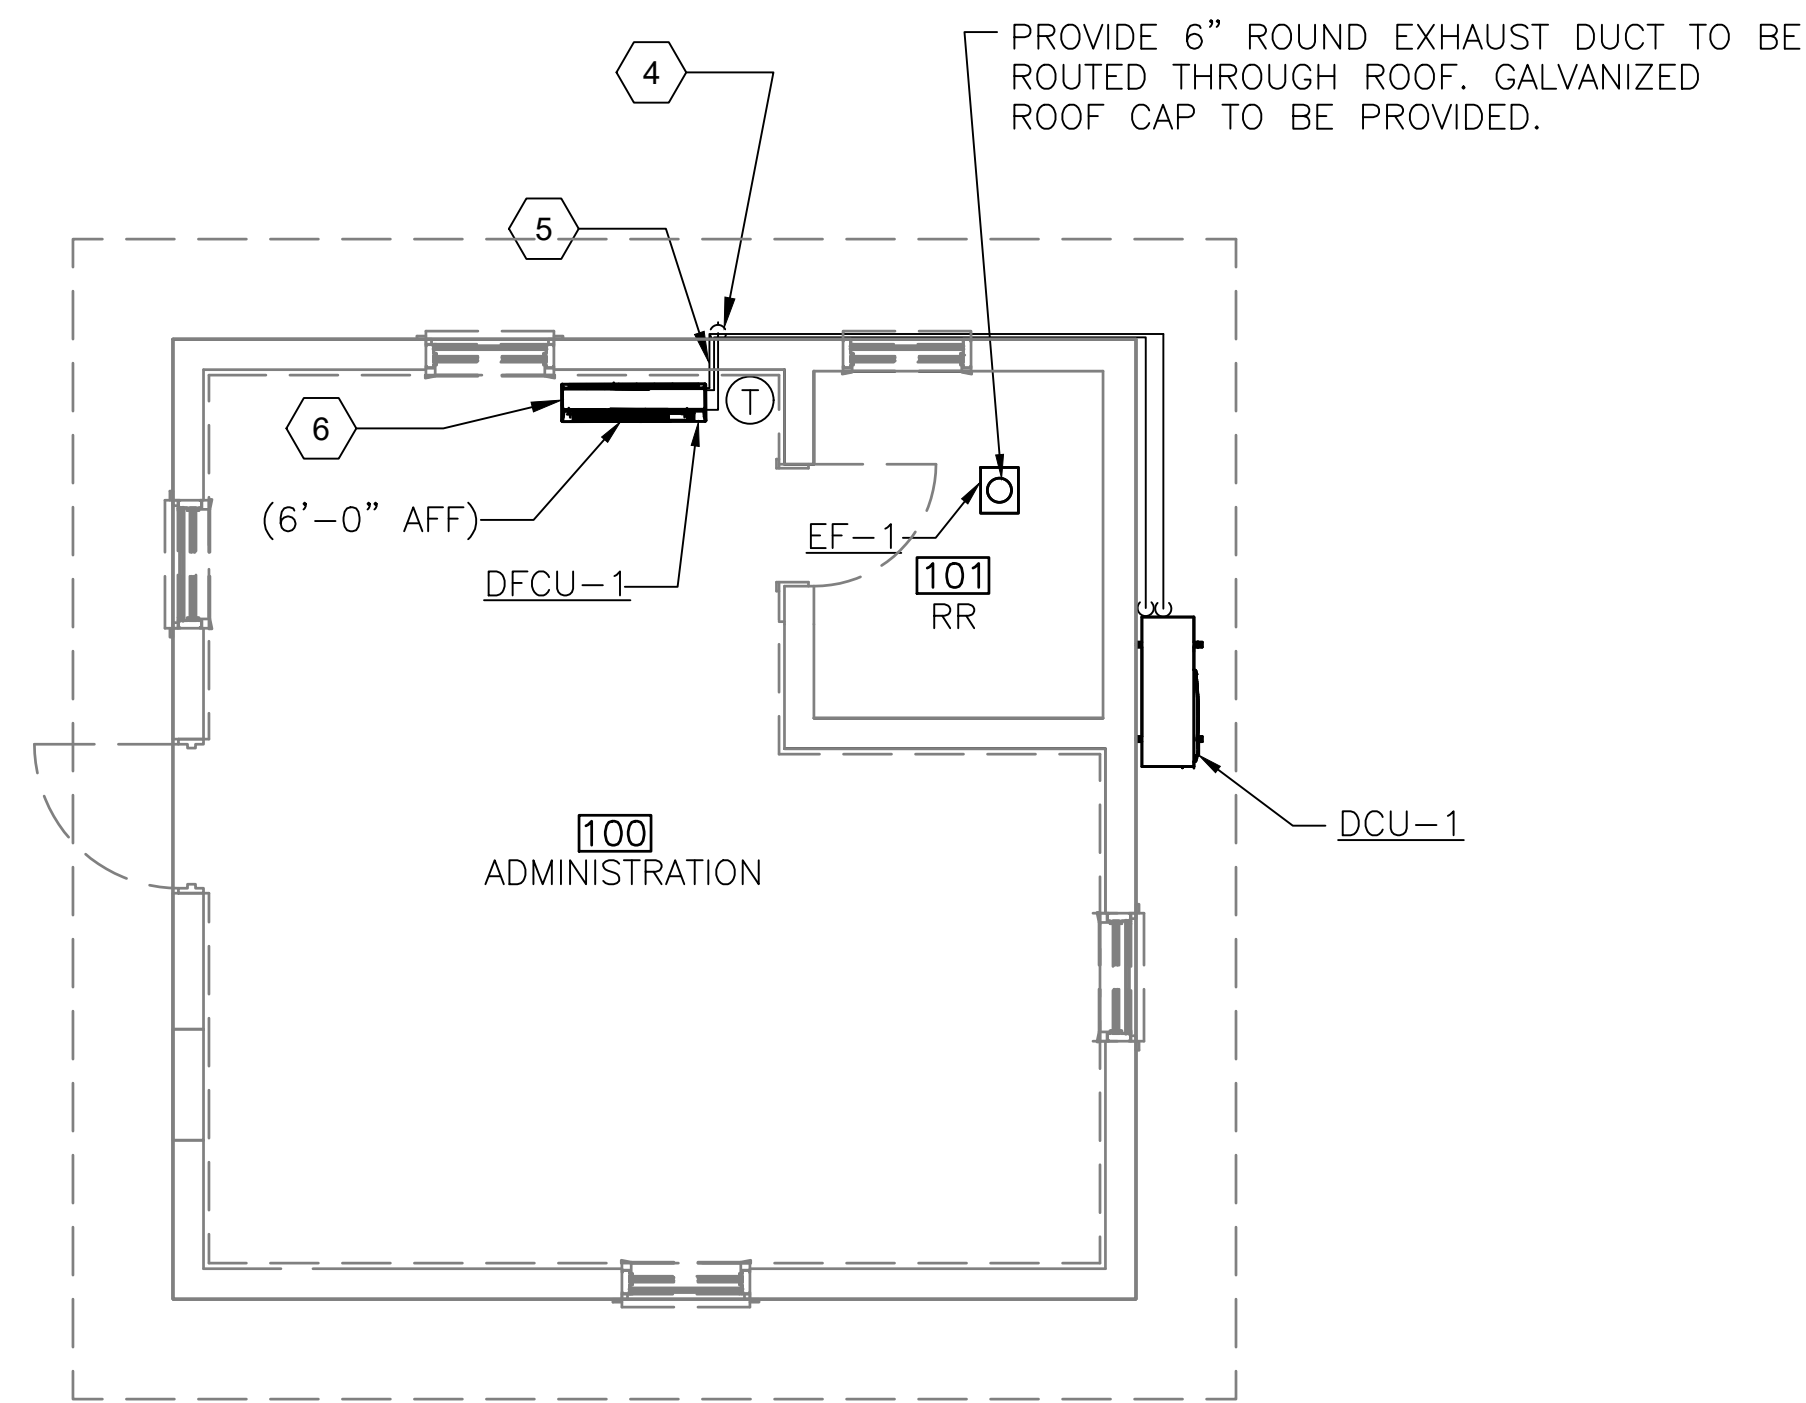 PROVIDE 6” ROUND EXHAUST DUCT TO BE
ROUTED THROUGH ROOF. GALVANIZED
ROOF CAP TO BE PROVIDED.
4
5
6
T
(6’-0” AFF)
EF-1
DFCU-1
101
RR
DCU-1
100
ADMINISTRATION